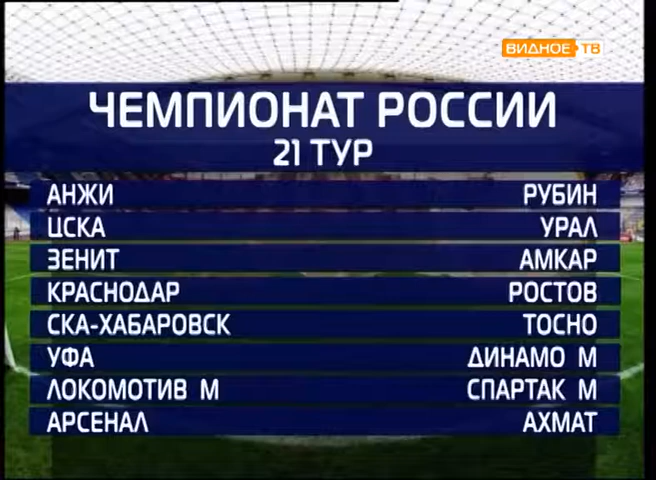 ВИДНОЕ ТВ
ЧЕМПИОНАТ РОССИИ
21 ТУР
АНЖИ РУБИН
ЦСКА УРАЛ
ЗЕНИТ АМКАР
КРАСНОДАР РОСТОВ
СКА-ХАБАРОВСК ТОСНО
УФА ДИНАМО М
ЛОКОМОТИВ М СПАРТАК М
АРСЕНАЛ АХМАТ